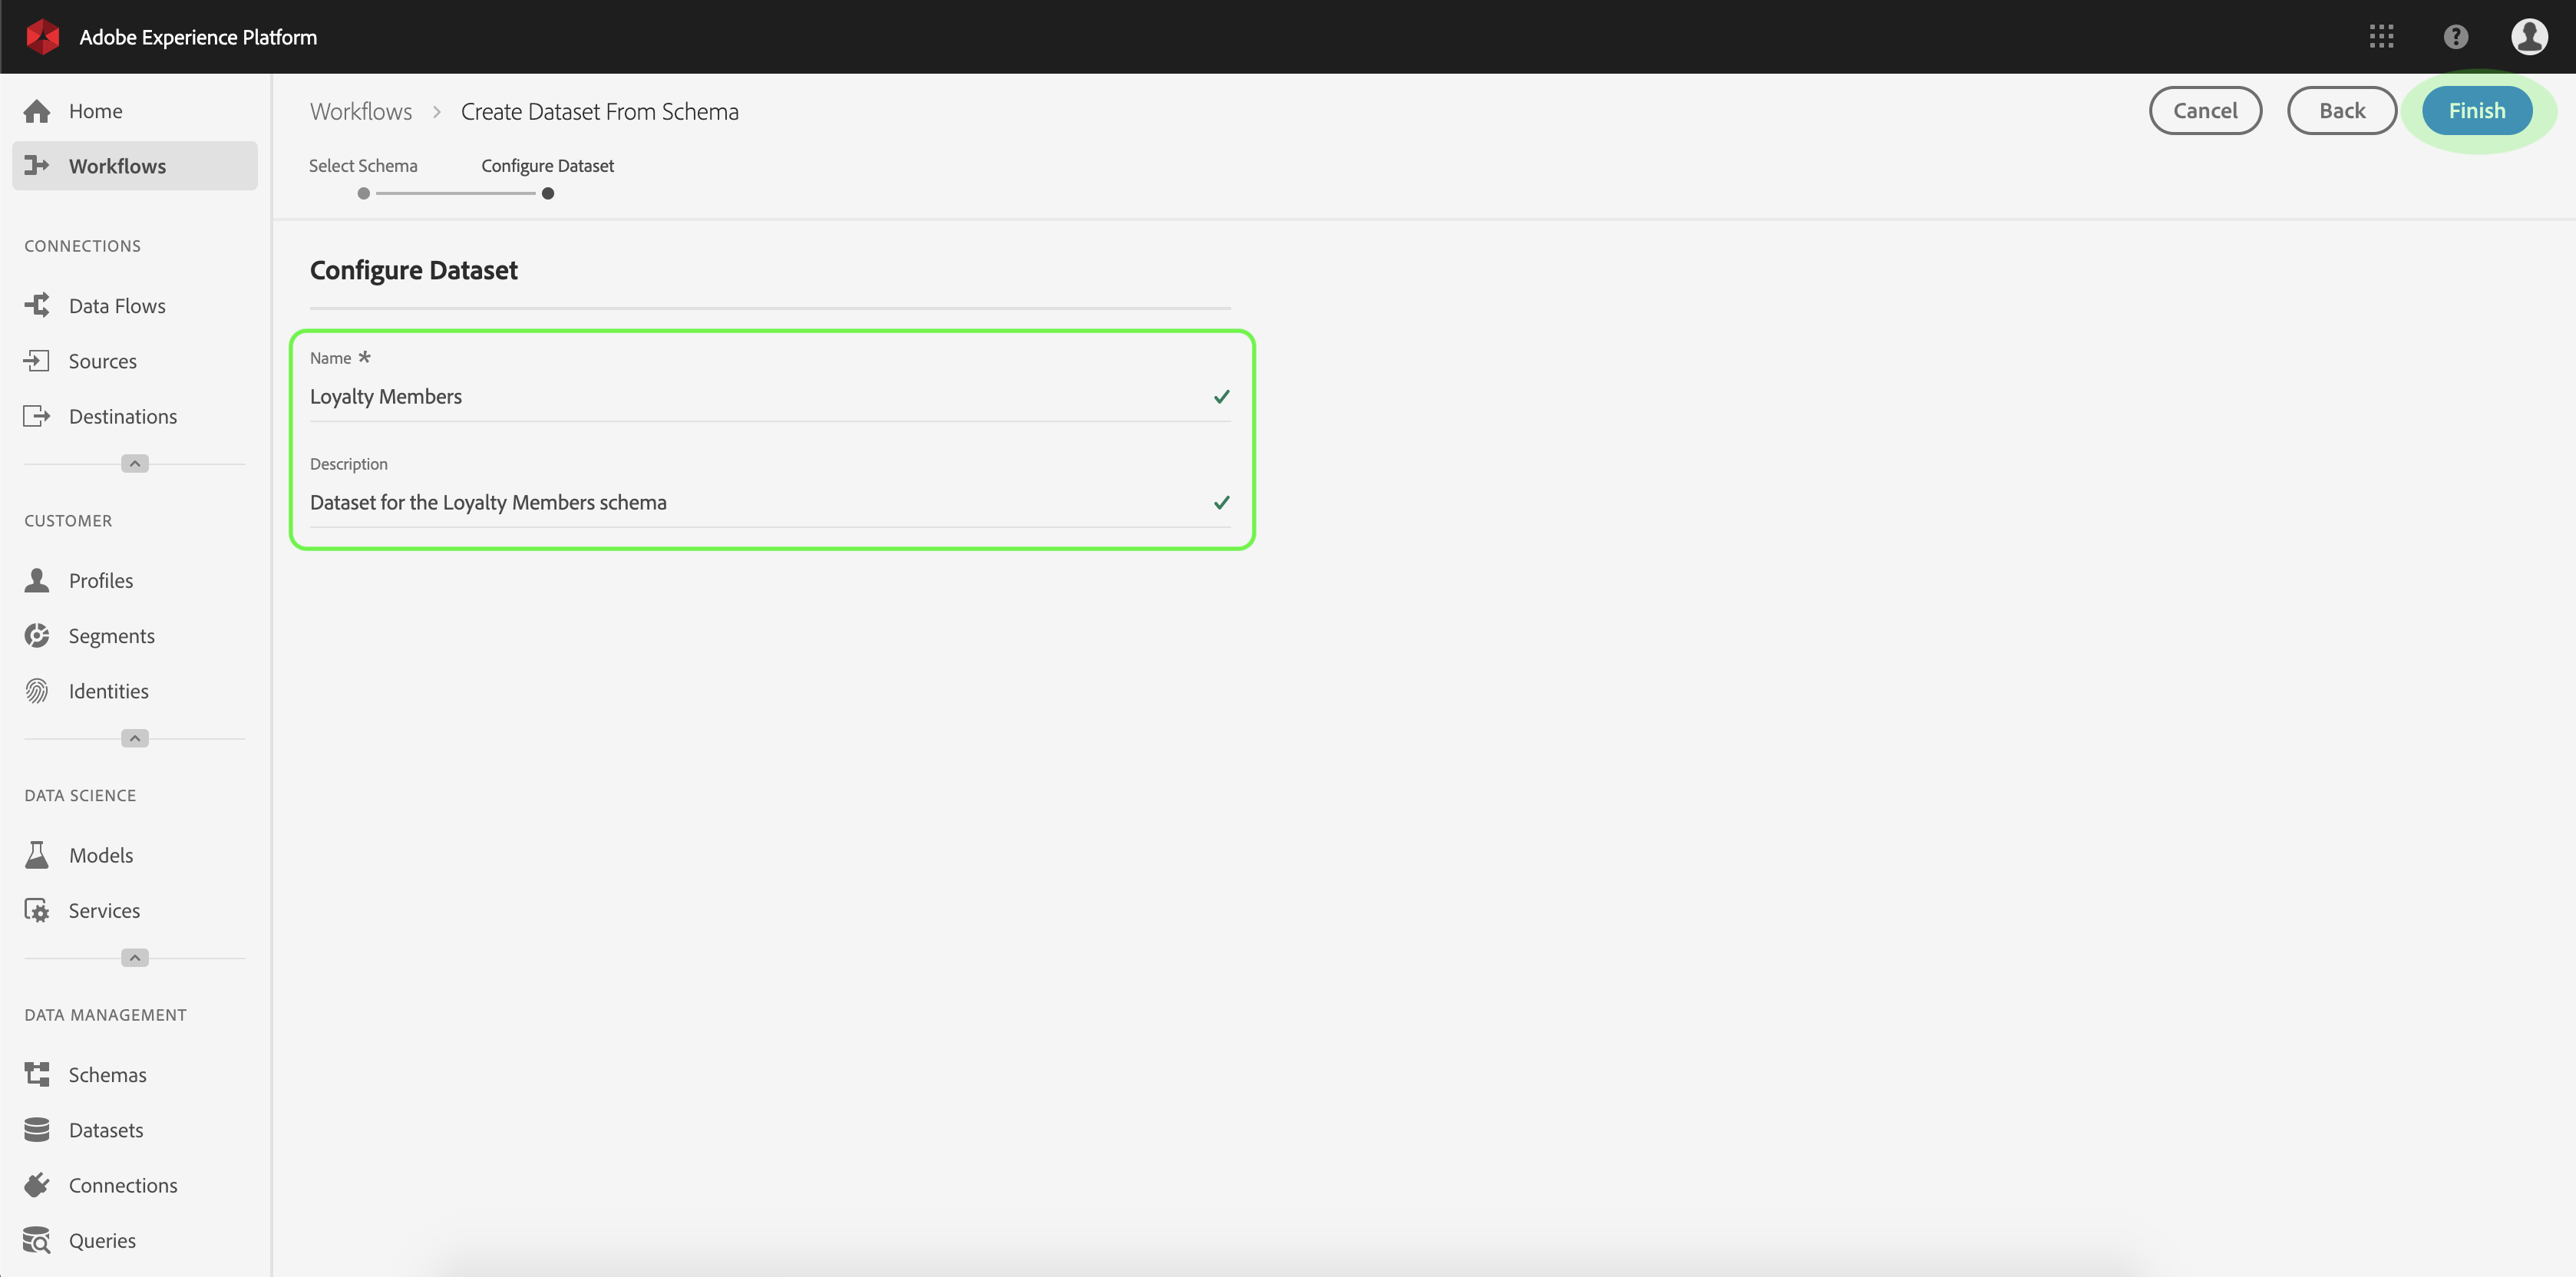 Adobe Experience Platform
?
Home
Workflows
CONNECTIONS
Data Flows
Sources
Destinations
CUSTOMER
Profiles
Segments
Identities
DATA SCIENCE
Models
Services
DATA MANAGEMENT
Schemas
Datasets
Connections
Queries
Workflows > Create Dataset From Schema
Cancel
Back
Finish
Select Schema
Configure Dataset
Configure Dataset
Name *
Loyalty Members
Description
Dataset for the Loyalty Members schema